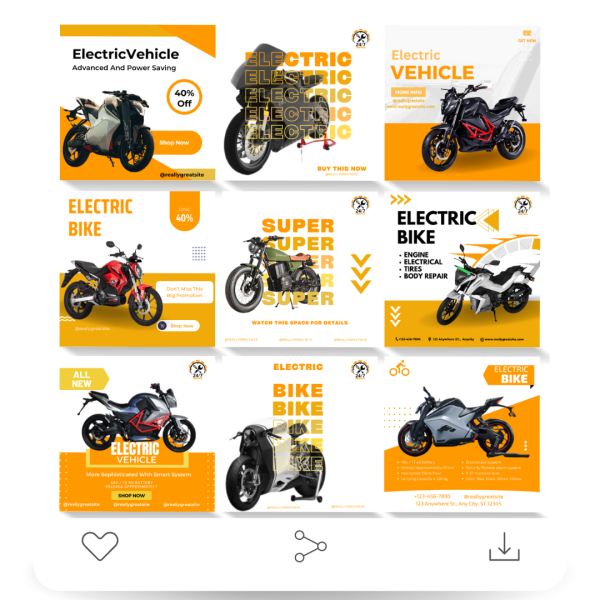 ElectricVehicle
Advanced And Power Saving
40%
Off
Shop Now
@reallygreatsite
ELECTRIC
ELECTRIC
ELECTRIC
ELECTRIC
ELECTRIC
24/7
BUY THIS NOW
Electric
VEHICLE
MORE INFO
@reallygreatsite
www.reallygreatsite.com
ELECTRIC
BIKE
40%
Don't Miss This
Big Promotion
Shop Now
@reallygreatsite
SUPER
SUPER
SUPER
SUPER
SUPER
24/7
WATCH THIS SPACE FOR DETAILS
ELECTRIC
BIKE
• ENGINE
• ELECTRICAL
• TIRES
• BODY REPAIR
24/7
+123-456-7890
123 Anywhere St., Any City
www.reallygreatsite.com
ALL
NEW
24/7
ELECTRIC
VEHICLE
More Sophisticated With Smart System
SHOP NOW
@reallygreatsite
@reallygreatsite
@reallygreatsite
ELECTRIC
24/7
BIKE
BIKE
BIKE
BIKE
BIKE
ELECTRIC
BIKE
+123-456-7890
@reallygreatsite
123 Anywhere St., Any City, ST 12345